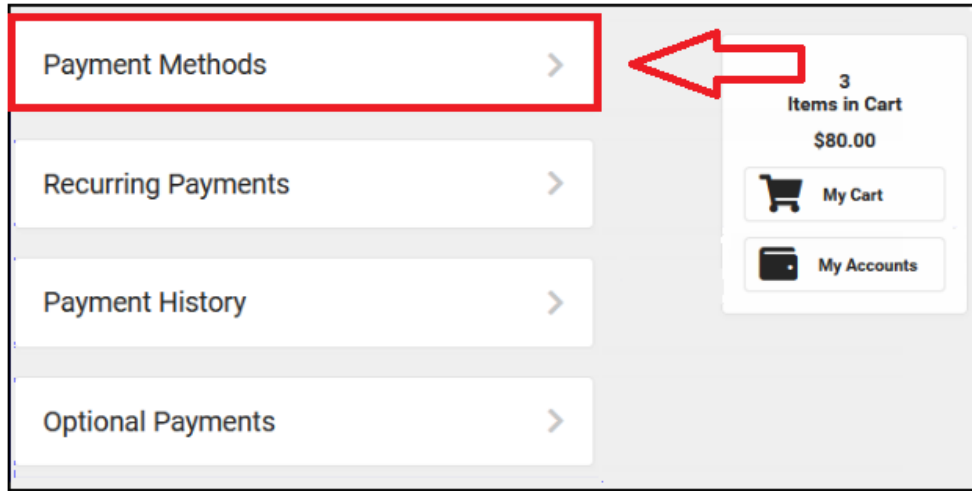 Payment Methods
Recurring Payments
Payment History
Optional Payments
3
Items in Cart
$80.00
My Cart
My Accounts